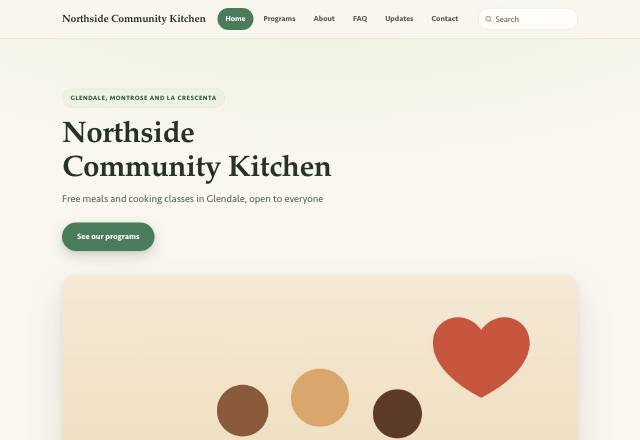 Northside Community Kitchen
Home
Programs
About
FAQ
Updates
Contact
Search
GLENDALE, MONTROSE AND LA CRESCENTA
Northside
Community Kitchen
Free meals and cooking classes in Glendale, open to everyone
See our programs